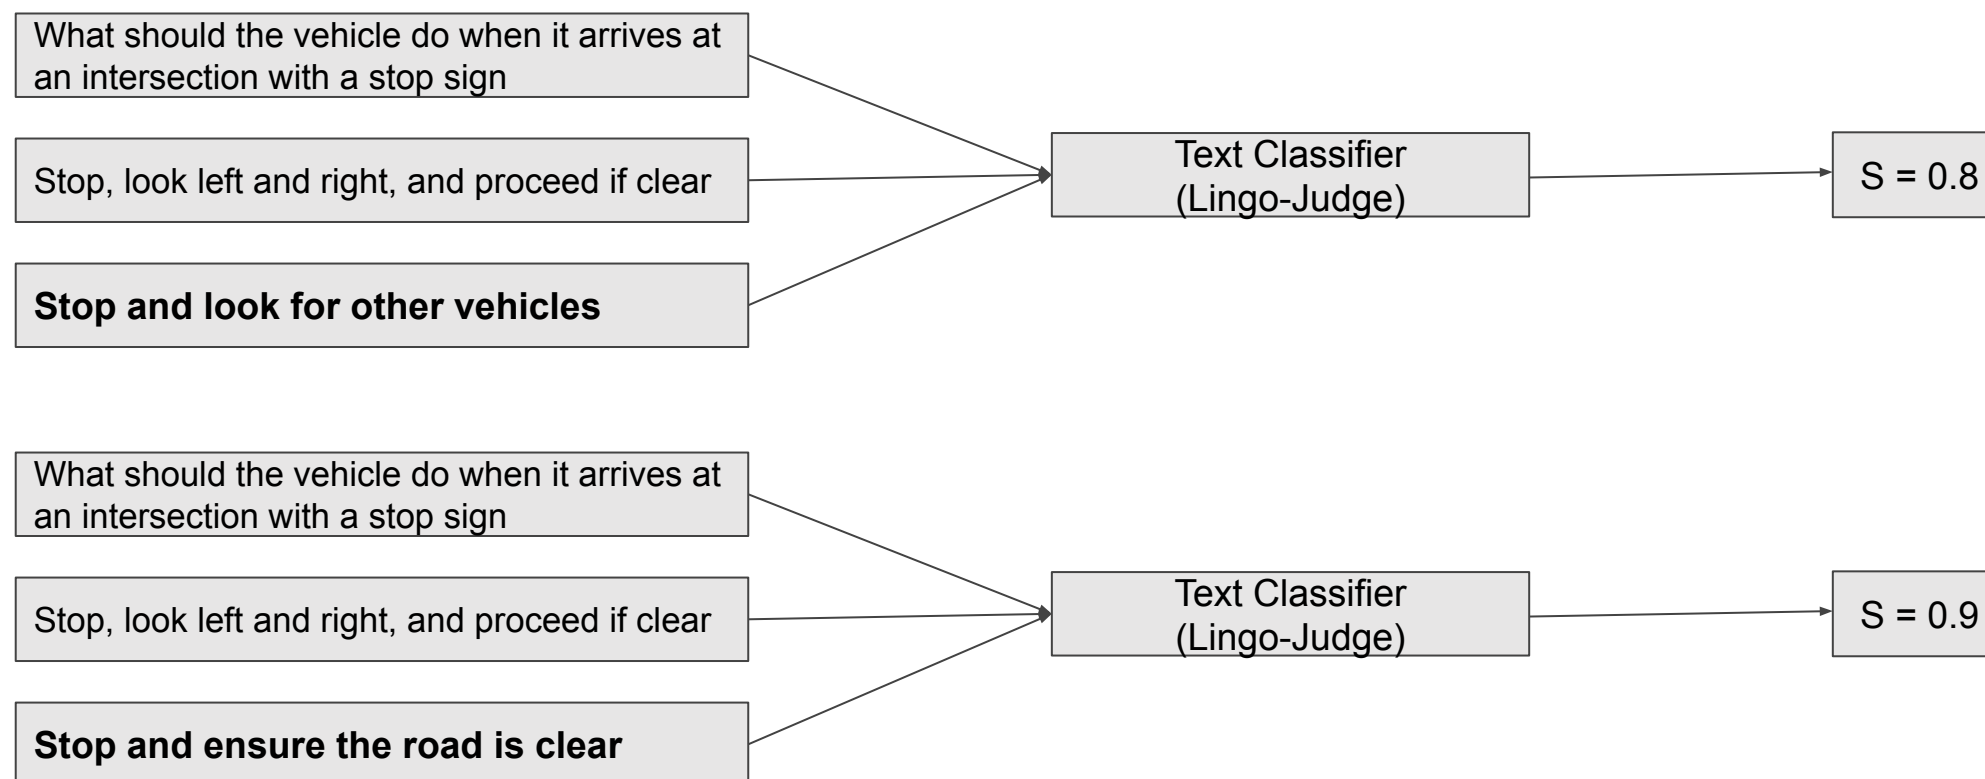 What should the vehicle do when it arrives at
an intersection with a stop sign
Stop, look left and right, and proceed if clear
Stop and look for other vehicles
Text Classifier
(Lingo-Judge)
S = 0.8
What should the vehicle do when it arrives at
an intersection with a stop sign
Stop, look left and right, and proceed if clear
Stop and ensure the road is clear
Text Classifier
(Lingo-Judge)
S = 0.9